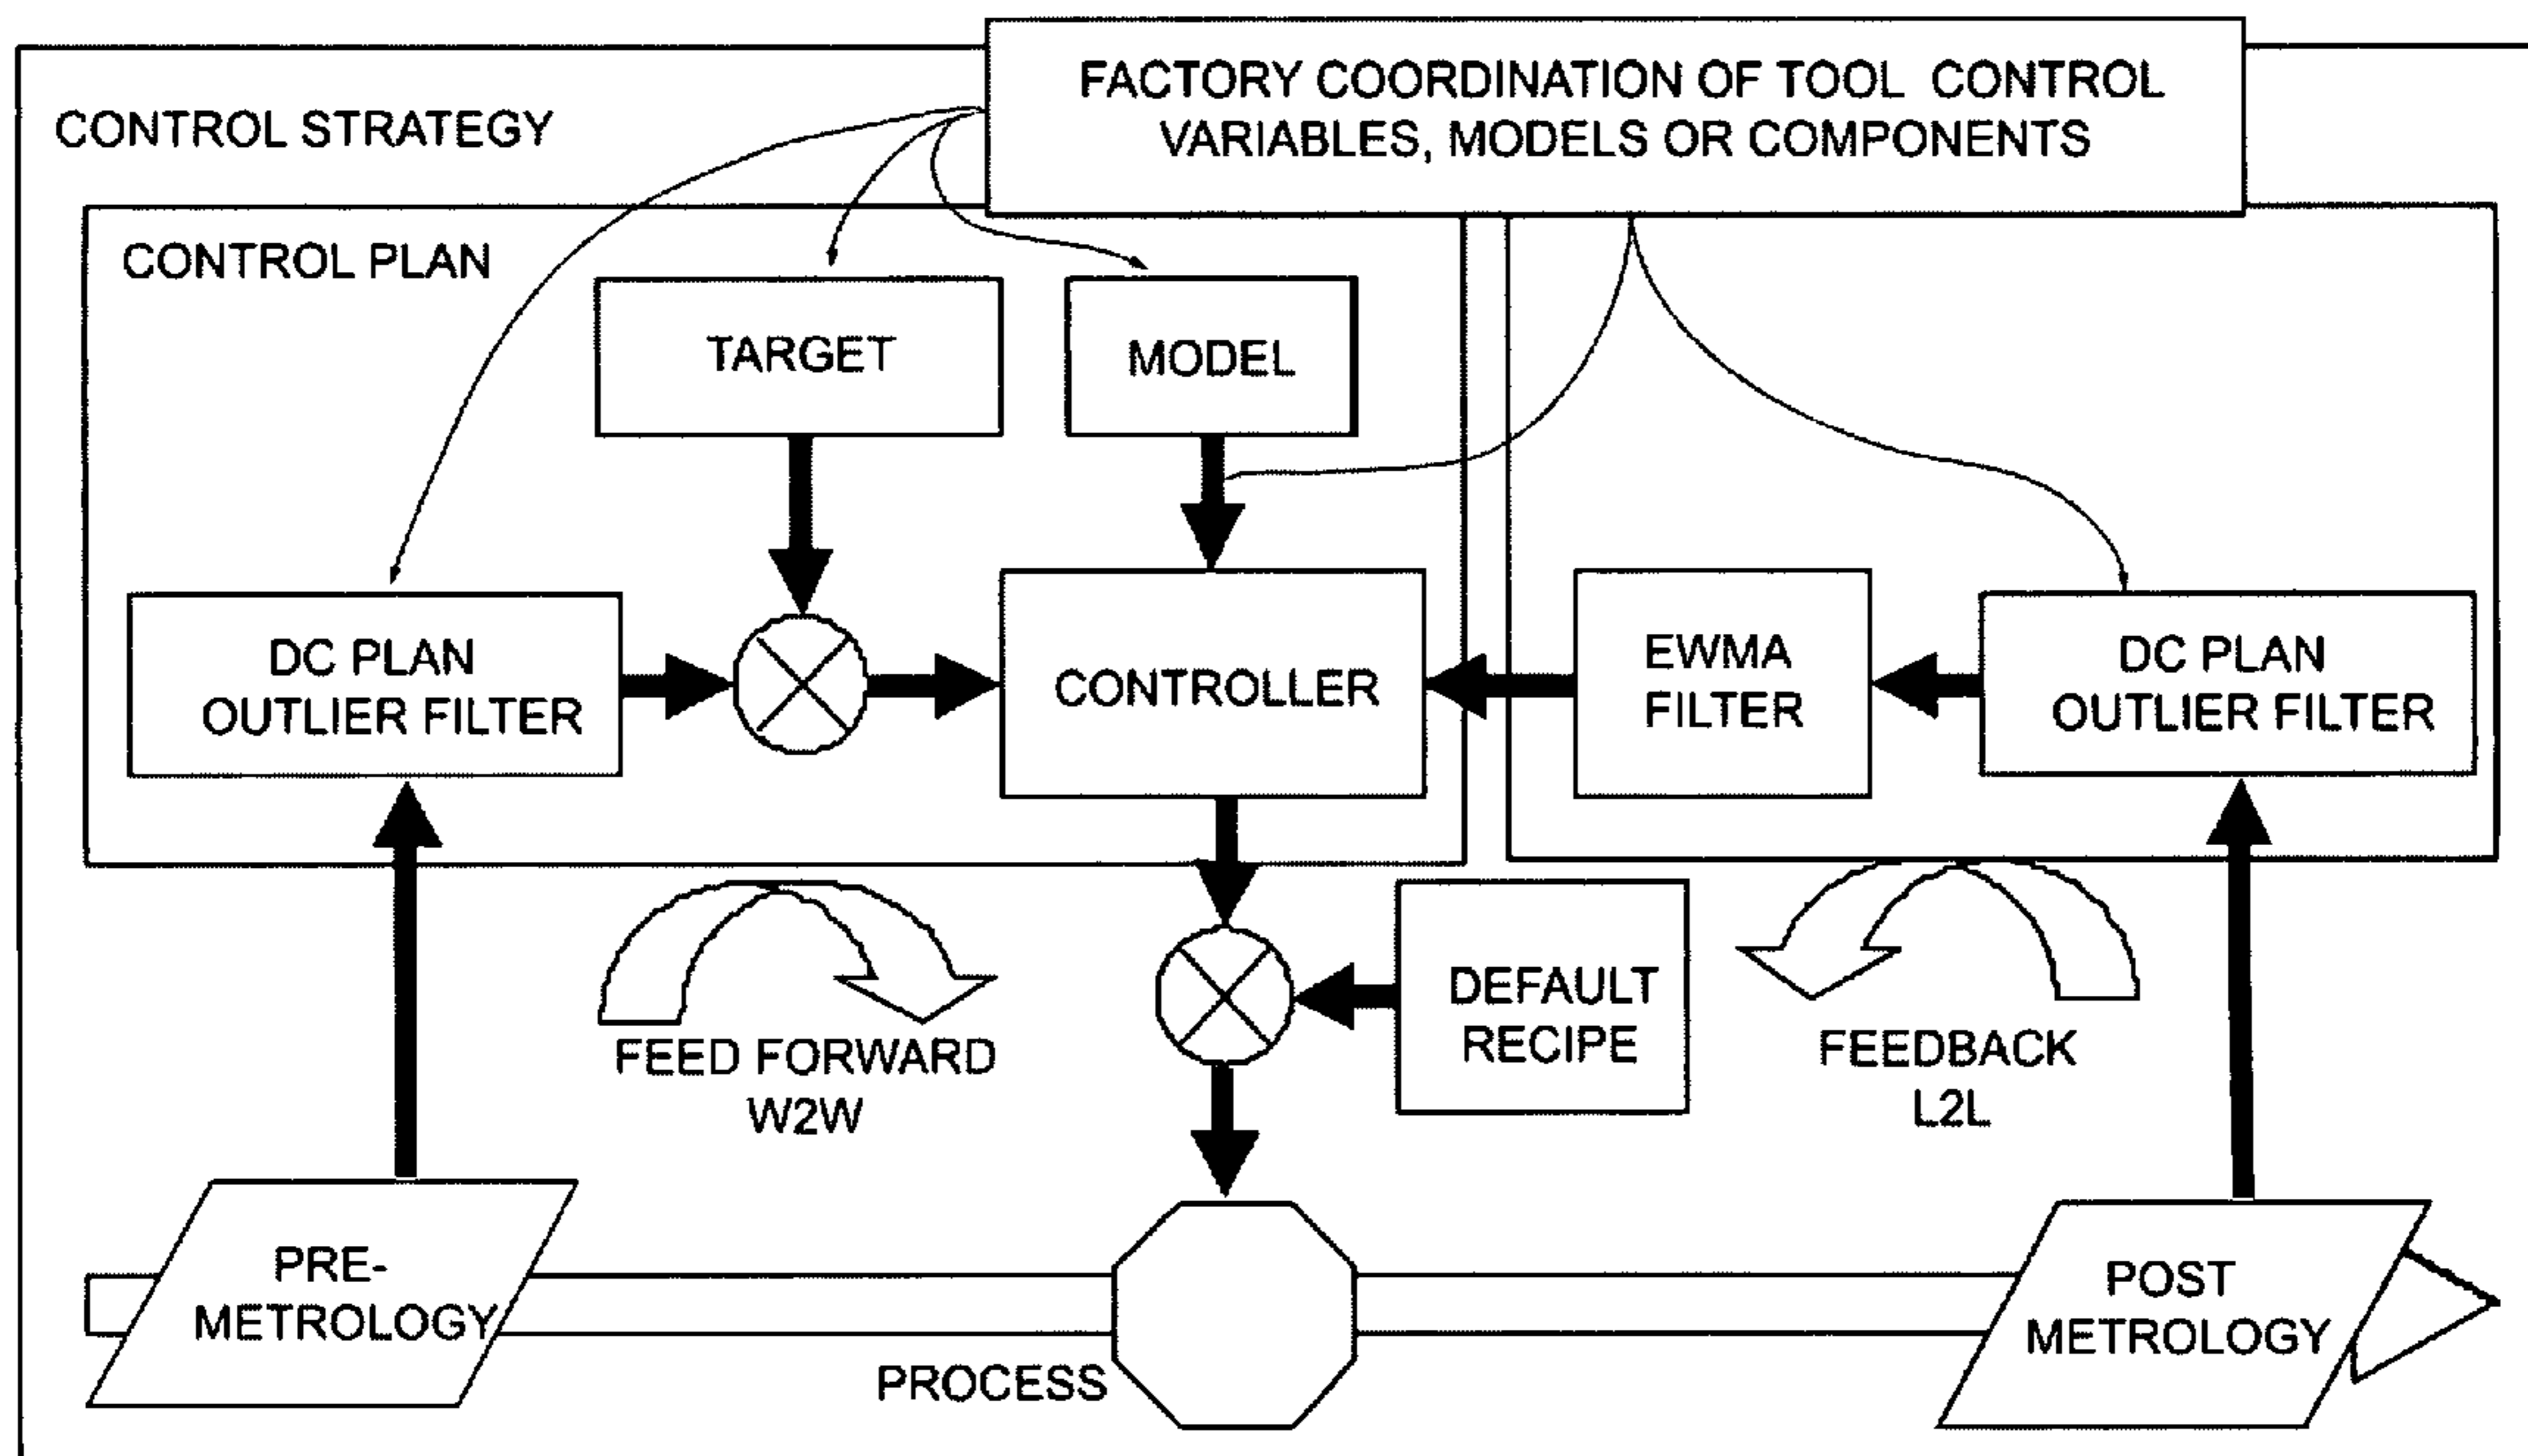 FACTORY COORDINATION OF TOOL CONTROL
VARIABLES, MODELS OR COMPONENTS
CONTROL STRATEGY
CONTROL PLAN
TARGET
MODEL
DC PLAN
OUTLIER FILTER
CONTROLLER
EWMA
FILTER
DC PLAN
OUTLIER FILTER
FEED FORWARD
W2W
DEFAULT
RECIPE
FEEDBACK
L2L
PRE-
METROLOGY
PROCESS
POST
METROLOGY